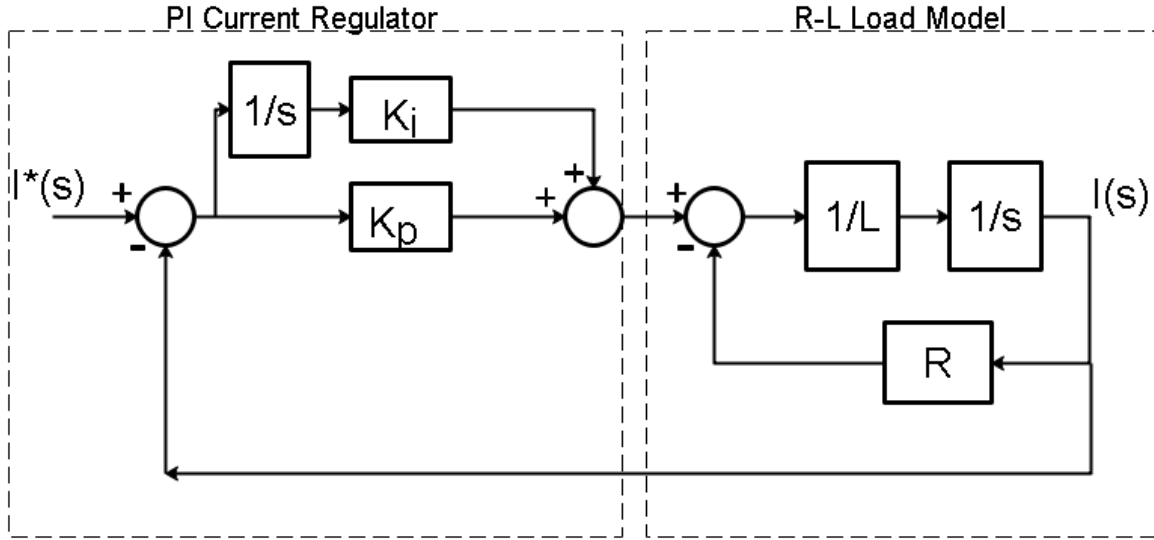 PI Current Regulator
R-L Load Model
1/s
Ki
I*(s)
+
-
Kp
+
+
+
-
1/L
1/s
I(s)
R